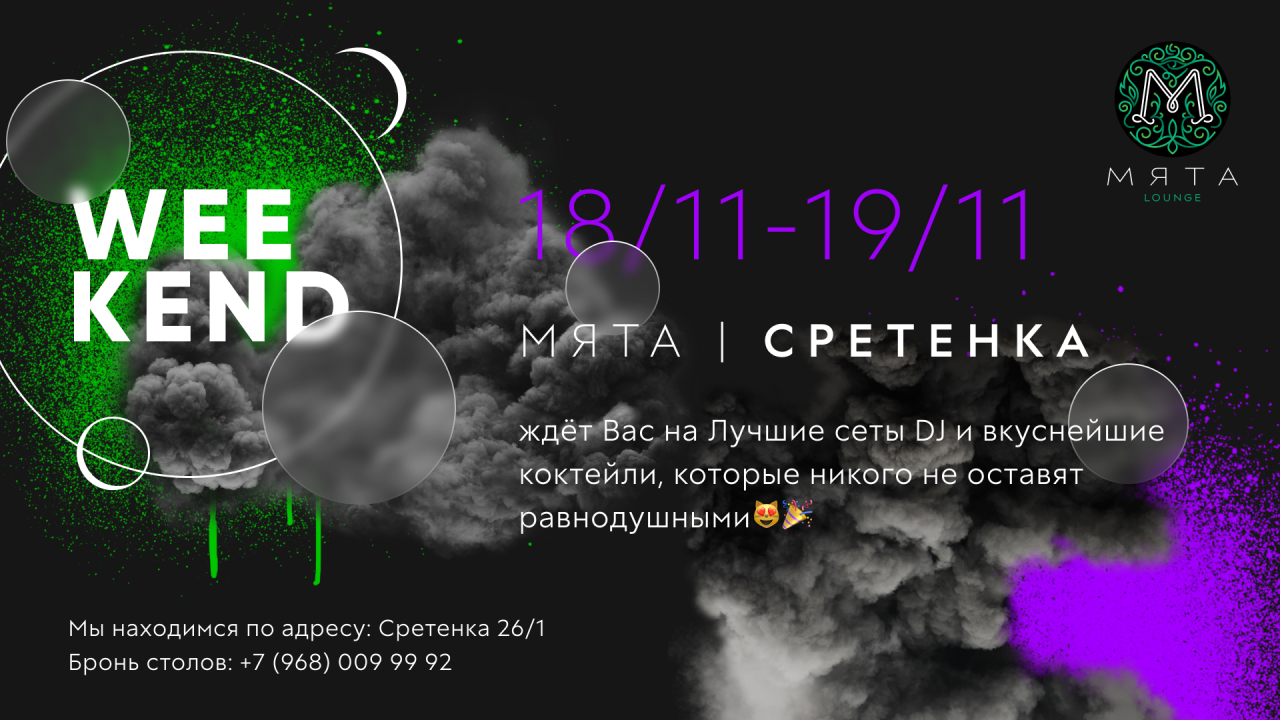 WEE
KEND
18/11-19/11
М
МЯТА
LOUNGE
МЯТА | СРЕТЕНКА
ждёт Вас на Лучшие сеты DJ и вкуснейшие
коктейли, которые никого не оставят
равнодушными😻🎉
Мы находимся по адресу: Сретенка 26/1
Бронь столов: +7 (968) 009 99 92